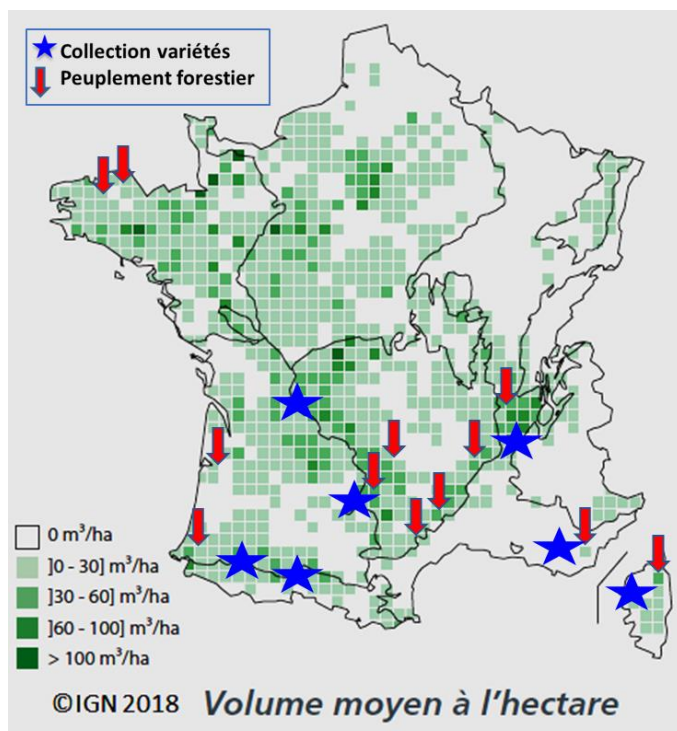 Collection variétés
Peuplement forestier
0 m³/ha
]0 - 30] m³/ha
]30 - 60] m³/ha
]60 - 100] m³/ha
> 100 m³/ha
©IGN 2018 Volume moyen à l'hectare